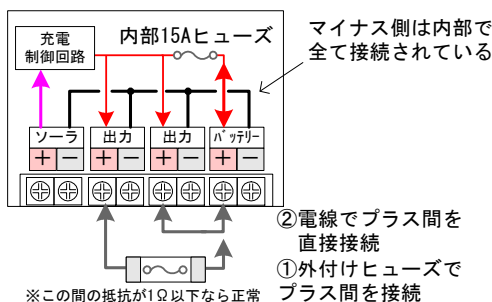 充電
制御回路
内部15Aヒューズ
マイナス側は内部で
全て接続されている
ソーラ 出力 出力 バッテリー
+ − + − + − + −
②電線でプラス間を
直接接続
①外付けヒューズで
プラス間を接続
※この間の抵抗が1Ω以下なら正常